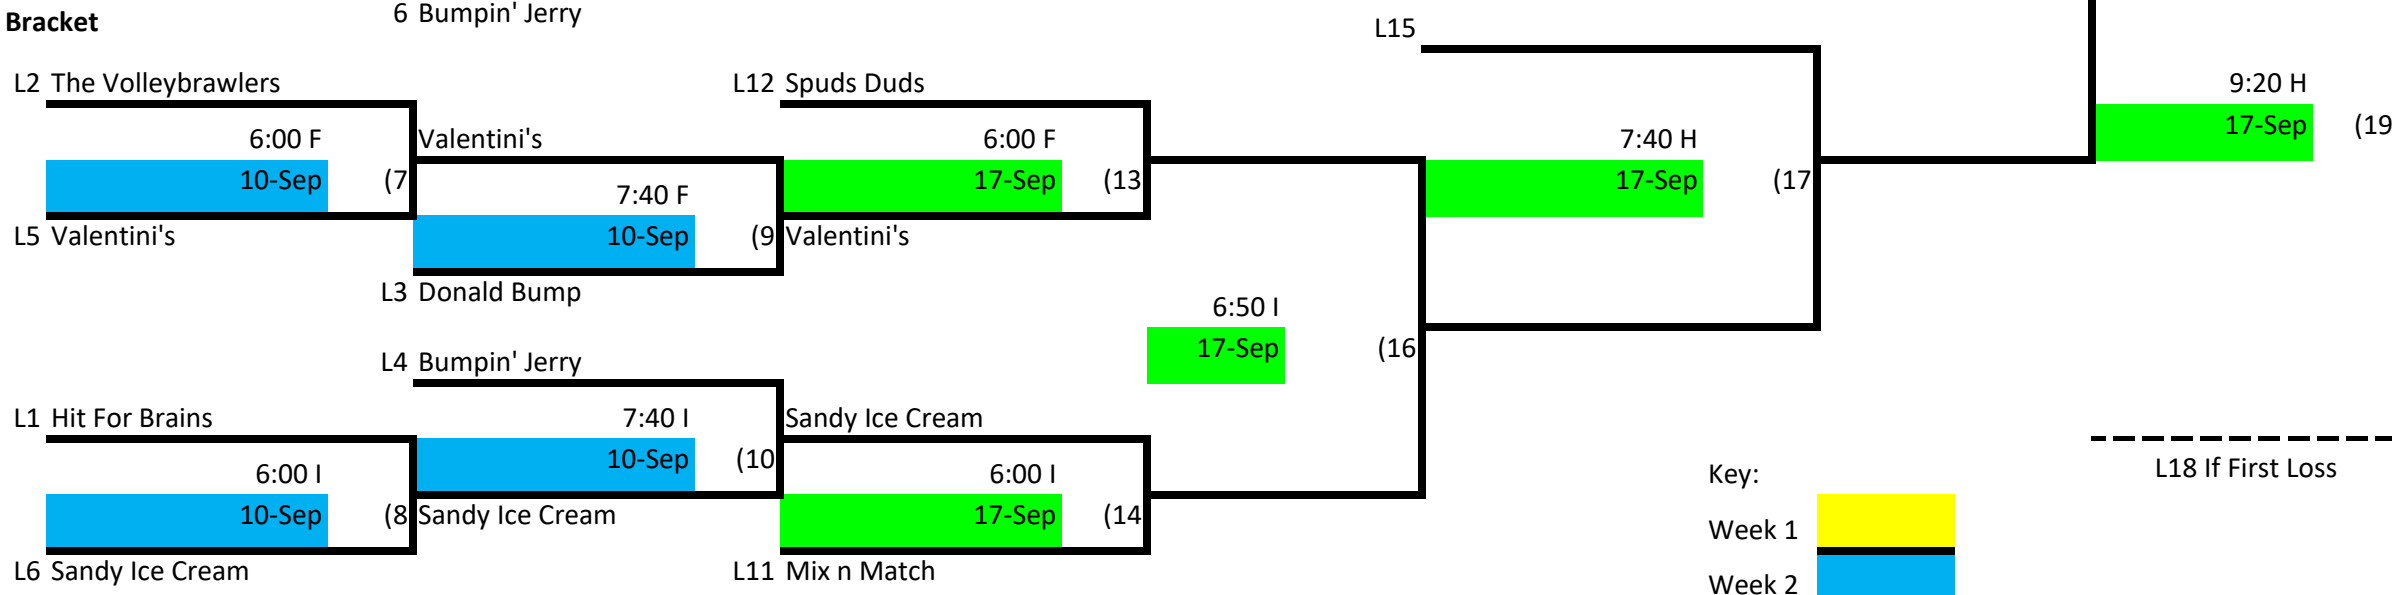 6 Bumpin' Jerry
Bracket
L15
L2 The Volleybrawlers
L12 Spuds Duds
9:20 H
6:00 F
Valentini's
6:00 F
7:40 H
17-Sep (19
10-Sep (7
7:40 F
17-Sep (13
17-Sep (17
L5 Valentini's
10-Sep (9
Valentini's
L3 Donald Bump
6:50 I
17-Sep (16
L4 Bumpin' Jerry
L1 Hit For Brains
7:40 I
Sandy Ice Cream
10-Sep (10
6:00 I
6:00 I
Key:
L18 If First Loss
10-Sep (8
Sandy Ice Cream
17-Sep (14
Week 1
L6 Sandy Ice Cream
L11 Mix n Match
Week 2